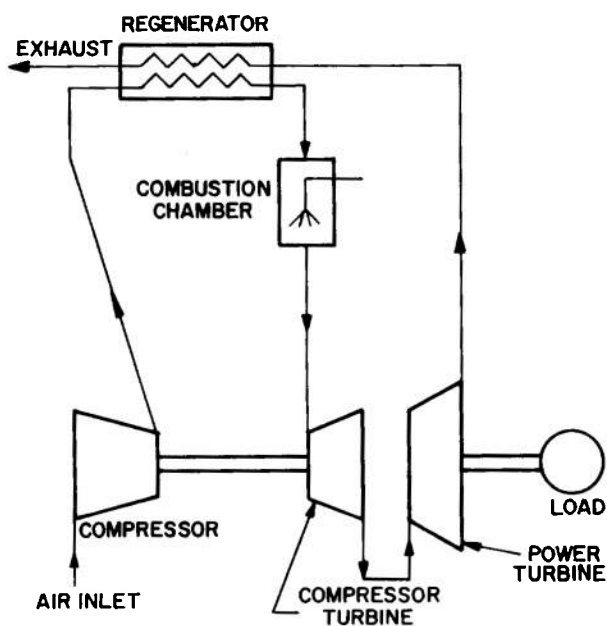 REGENERATOR
EXHAUST
COMBUSTION
CHAMBER
COMPRESSOR
LOAD
POWER
TURBINE
AIR INLET
COMPRESSOR
TURBINE